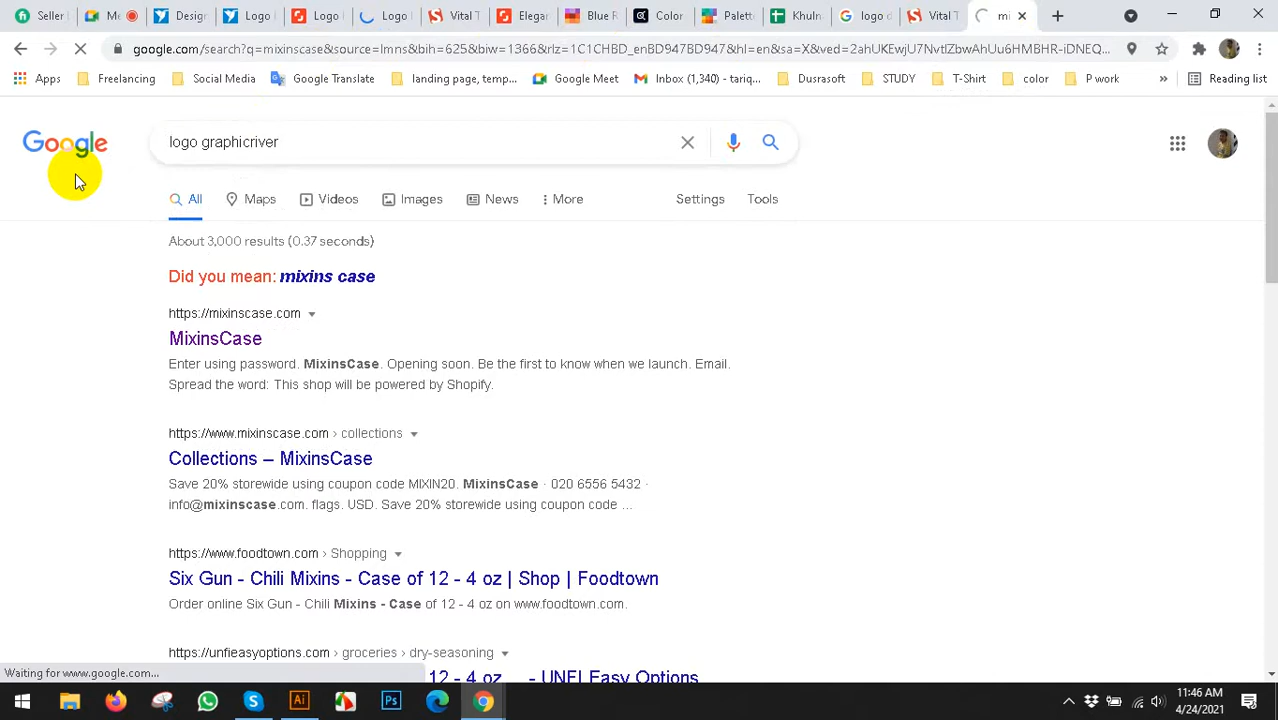 Seller
Me
Logo
Logo
Logo I
Vital T
Elegar
Blue R
Color
Palett
Khuln
logo
Vital T
mi
google.com/search?q=mixinscase&source=lmns&bih=625&biw=1366&rlz=1C1CHBD_enBD947BD947&hl=en&sa=X&ved=2ahUKEwjU7NvtlZbwAhUu6HMBHR-iDNEQ...
Apps
Freelancing
Social Media
Google Translate
landing page, temp...
Google Meet
Inbox (1,340) - tariq...
Dusrasoft
STUDY
T-Shirt
color
P work
»
Reading list
Google
logo graphicriver
All
Maps
Videos
Images
News
More
Settings
Tools
About 3,000 results (0.37 seconds)
Did you mean: mixins case
https://mixinscase.com
MixinsCase
Enter using password. MixinsCase. Opening soon. Be the first to know when we launch. Email.
Spread the word: This shop will be powered by Shopify.
https://www.mixinscase.com › collections
Collections – MixinsCase
Save 20% storewide using coupon code MIXIN20. MixinsCase · 020 6556 5432 ·
info@mixinscase.com. flags. USD. Save 20% storewide using coupon code ...
https://www.foodtown.com › Shopping
Six Gun - Chili Mixins - Case of 12 - 4 oz | Shop | Foodtown
Order online Six Gun - Chili Mixins - Case of 12 - 4 oz on www.foodtown.com.
https://unfieasyoptions.com › groceries › dry-seasoning
12 - 4 oz ... - UNFI Easy Options
Waiting for www.google.com...
11:46 AM
4/24/2021